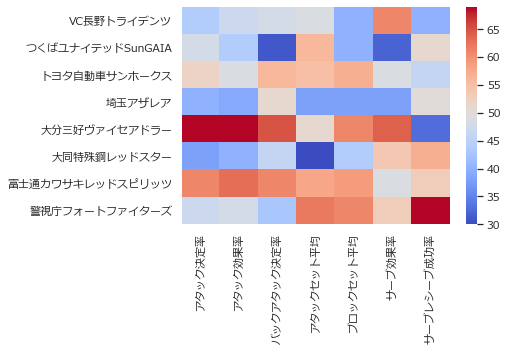 VC長野トライデンツ
つくばユナイテッドSunGAIA
トヨタ自動車サンホークス
埼玉アザレア
大分三好ヴァイセアドラー
大同特殊鋼レッドスター
富士通カワサキレッドスピリッツ
警視庁フォートファイターズ
アタック決定率
アタック効果率
バックアタック決定率
アタックセット平均
ブロックセット平均
サーブ効果率
サーブレシーブ成功率
65
60
55
50
45
40
35
30